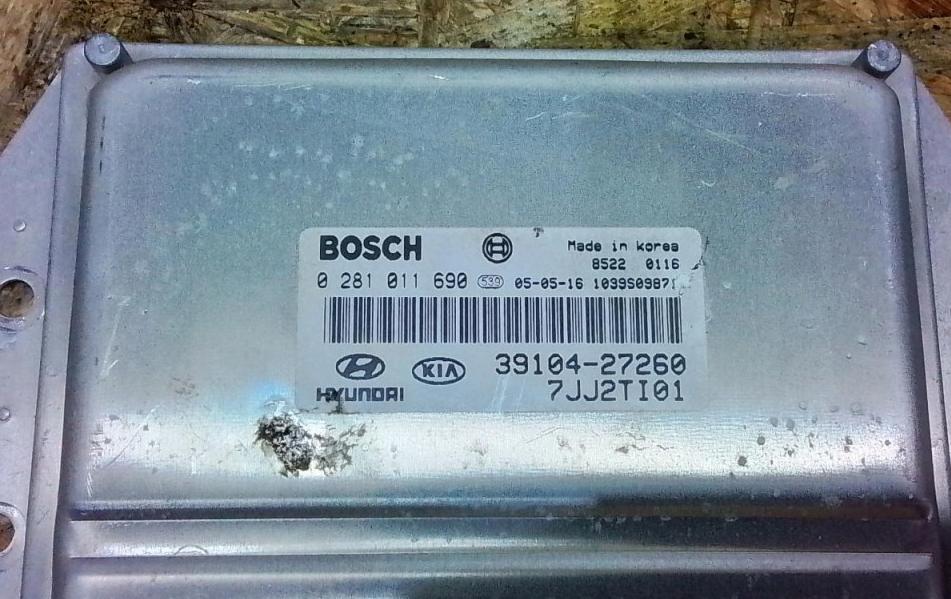 BOSCH
Made in korea
8522 0116
0 281 011 690 539 05-05-16 1039S0987
KIA 39104-27260
HYUNDAI 7JJ2TI01